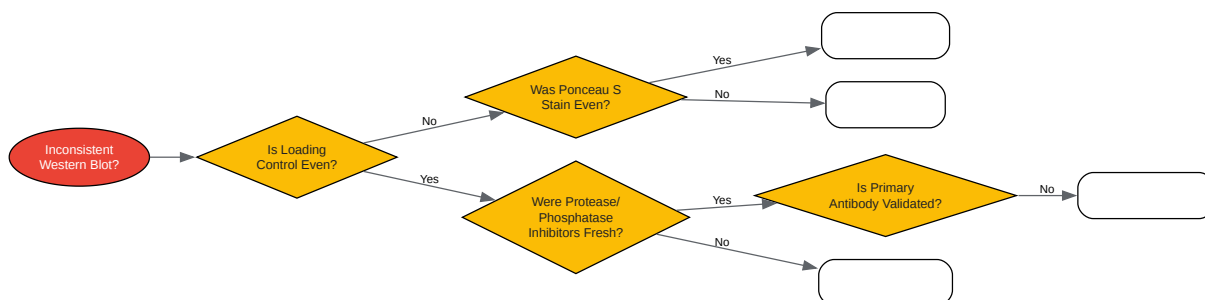 Inconsistent
Western Blot?
Is Loading
Control Even?
No
Yes
Was Ponceau S
Stain Even?
Yes
No
Were Protease/
Phosphatase
Inhibitors Fresh?
Yes
No
Is Primary
Antibody Validated?
No